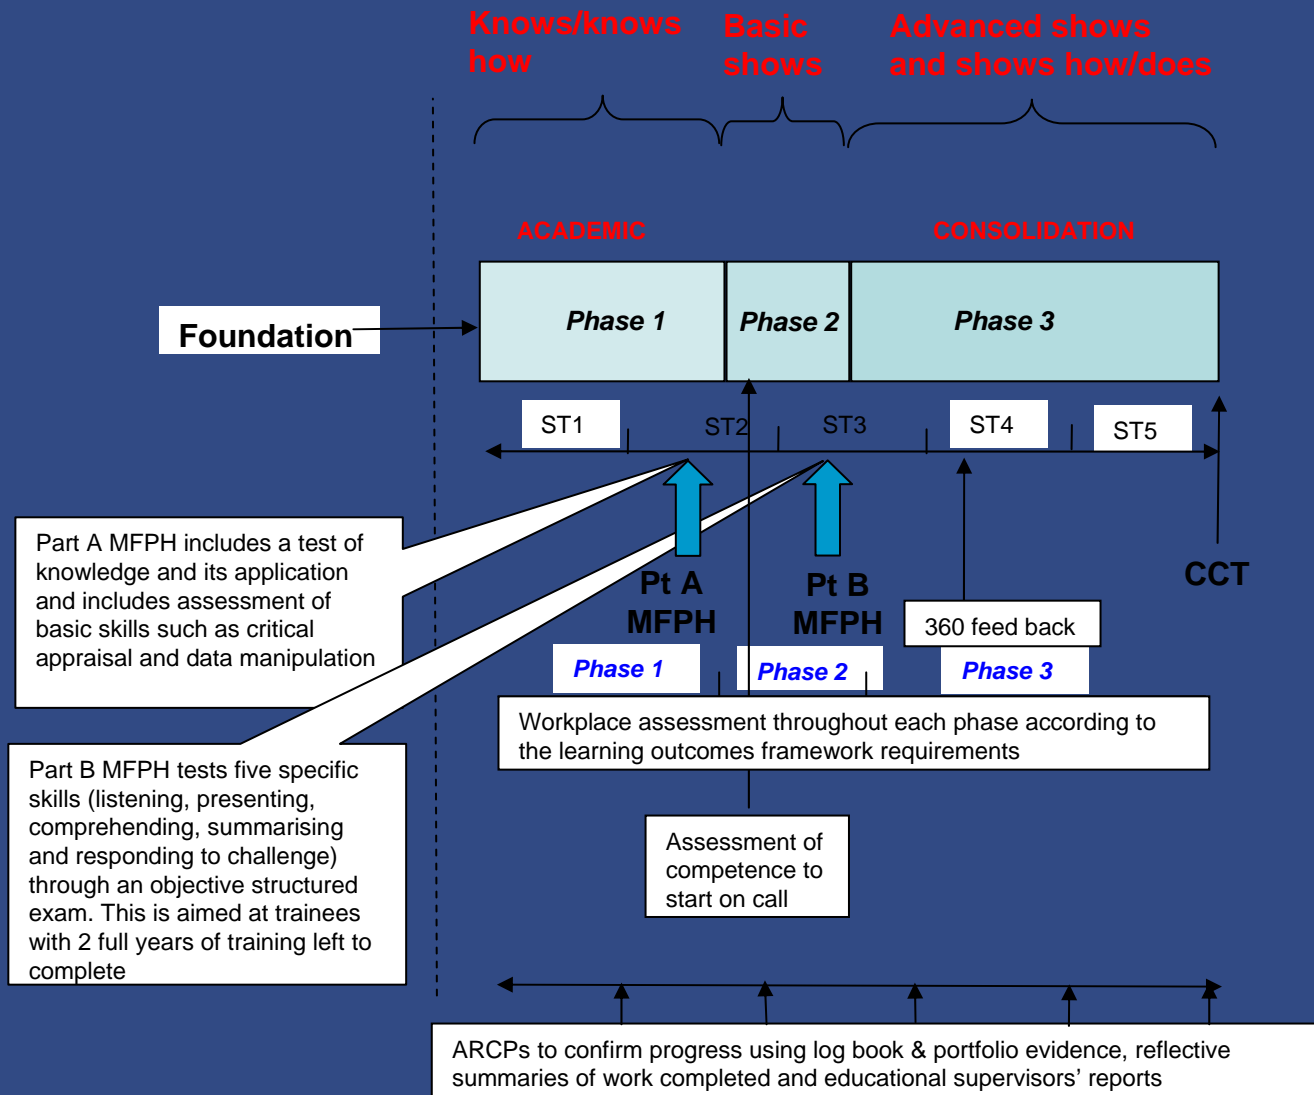 Knows/knows
how
Basic
shows
Advanced shows
and shows how/does
ACADEMIC
CONSOLIDATION
Foundation
Phase 1
Phase 2
Phase 3
ST1
ST2
ST3
ST4
ST5
Part A MFPH includes a test of
knowledge and its application
and includes assessment of
basic skills such as critical
appraisal and data manipulation
Pt A
MFPH
Pt B
MFPH
CCT
360 feed back
Phase 1
Phase 2
Phase 3
Workplace assessment throughout each phase according to
the learning outcomes framework requirements
Part B MFPH tests five specific
skills (listening, presenting,
comprehending, summarising
and responding to challenge)
through an objective structured
exam. This is aimed at trainees
with 2 full years of training left to
complete
Assessment of
competence to
start on call
ARCPs to confirm progress using log book & portfolio evidence, reflective
summaries of work completed and educational supervisors' reports